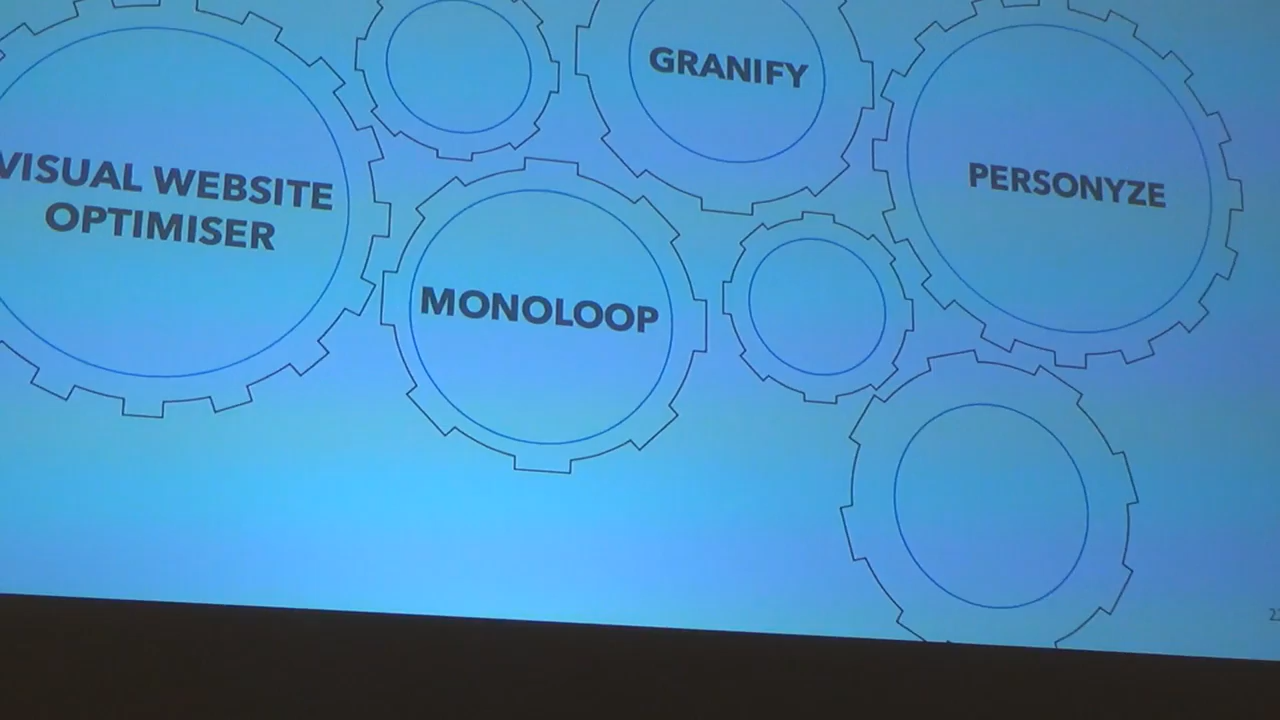 GRANIFY
VISUAL WEBSITE
OPTIMISER
PERSONYZE
MONOLOOP